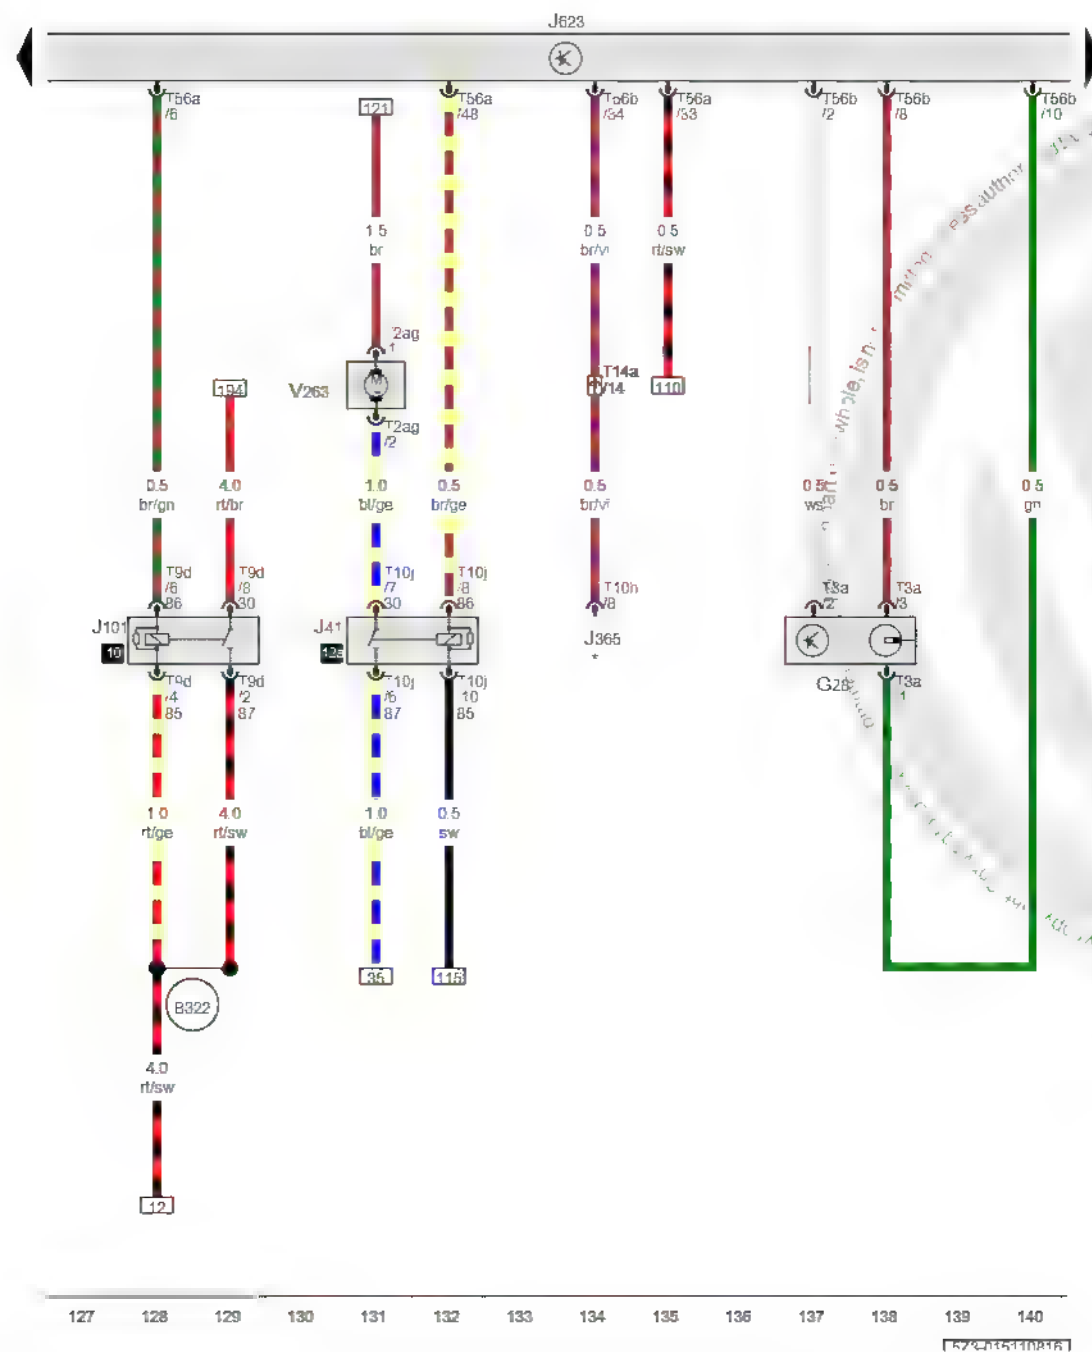 J623
T56a
/6
121
T56a
/48
T56b
/34
T56a
/33
T56b
/2
T56b
/8
T56b
/10
author
1.5
br
0.5
br/vi
0.5
rt/sw
2ag
1
V263
M
T2ag
/2
194
T14a
/14
110
whole, is n
part
0.5
br/gn
4.0
rt/br
1.0
bl/ge
0.5
br/ge
0.5
br/vi
0.5
ws
0.5
br
0.5
gn
T9d
/6
86
T9d
/8
30
T10j
/7
30
T10j
/8
86
T10h
/8
T3a
2
T3a
/3
J101
10
J41
J365
*
G28
T9d
/4
85
T9d
/2
87
T10j
/6
87
T10j
10
85
T3a
1
1.0
rt/ge
4.0
rt/sw
1.0
bl/ge
0.5
sw
35
115
B322
4.0
rt/sw
12
127 128 129 130 131 132 133 134 135 136 137 138 139 140
573-015110816